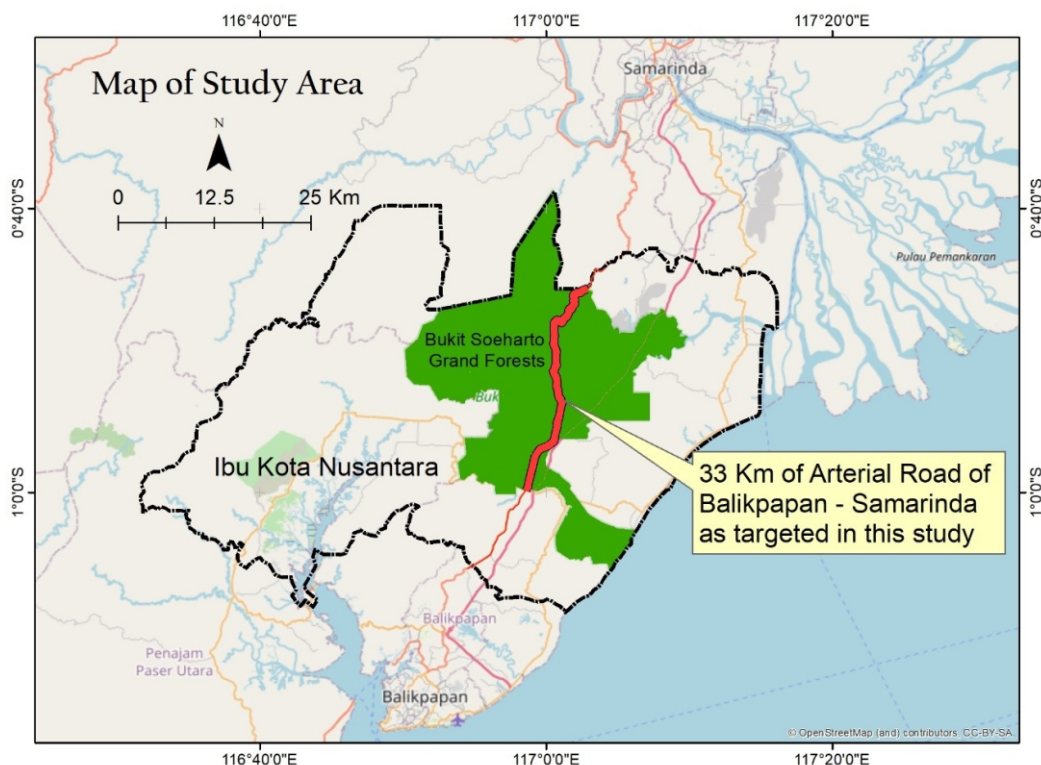 116°40'0"E
117°0'0"E
117°20'0"E
Map of Study Area
N
0
12.5
25 Km
Samarinda
0°40'0"S
0°40'0"S
Pulau Pemankaran
Bukit Soeharto
Grand Forests
Buk
Ibu Kota Nusantara
33 Km of Arterial Road of
Balikpapan - Samarinda
as targeted in this study
1°0'0"S
1°0'0"S
Balikpapan
Penajam
Paser Utara
Balikpapan
© OpenStreetMap (and) contributors, CC-BY-SA
116°40'0"E
117°0'0"E
117°20'0"E